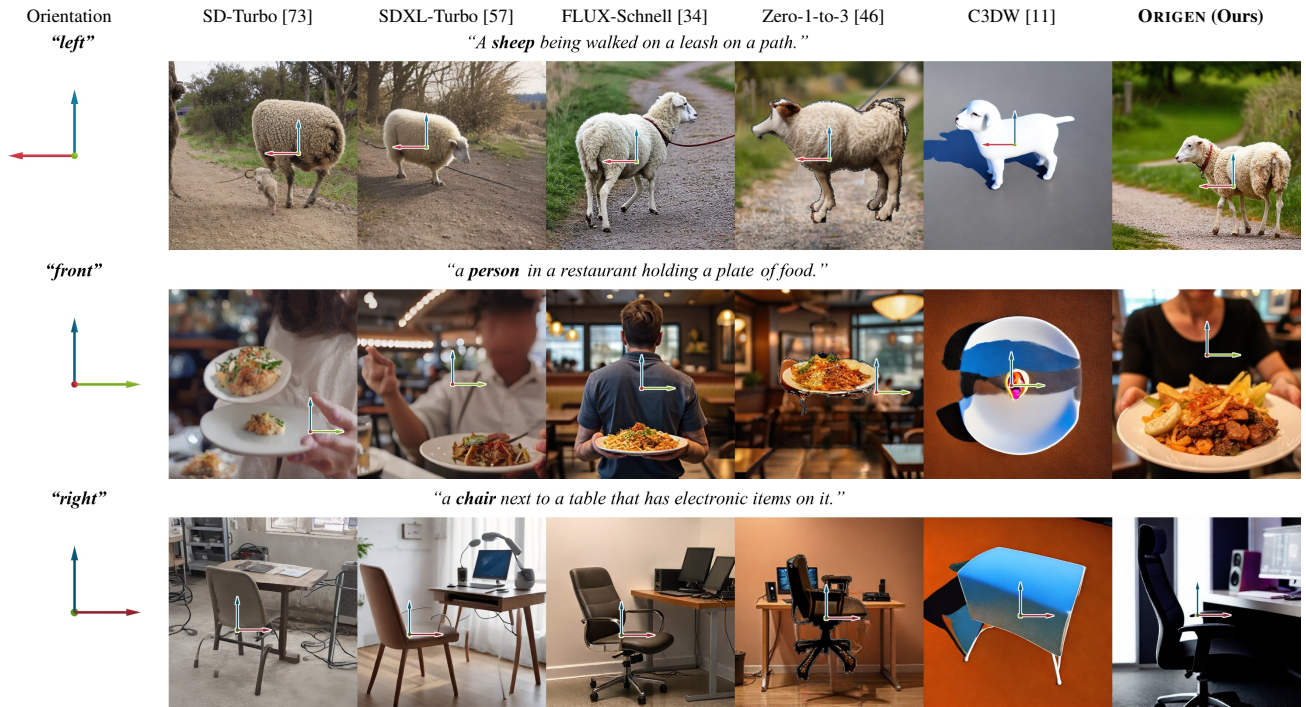 Orientation SD-Turbo [73] SDXL-Turbo [57] FLUX-Schnell [34] Zero-1-to-3 [46] C3DW [11] ORIGEN (Ours)
“left” “A sheep being walked on a leash on a path.”
“front” “a person in a restaurant holding a plate of food.”
“right” “a chair next to a table that has electronic items on it.”